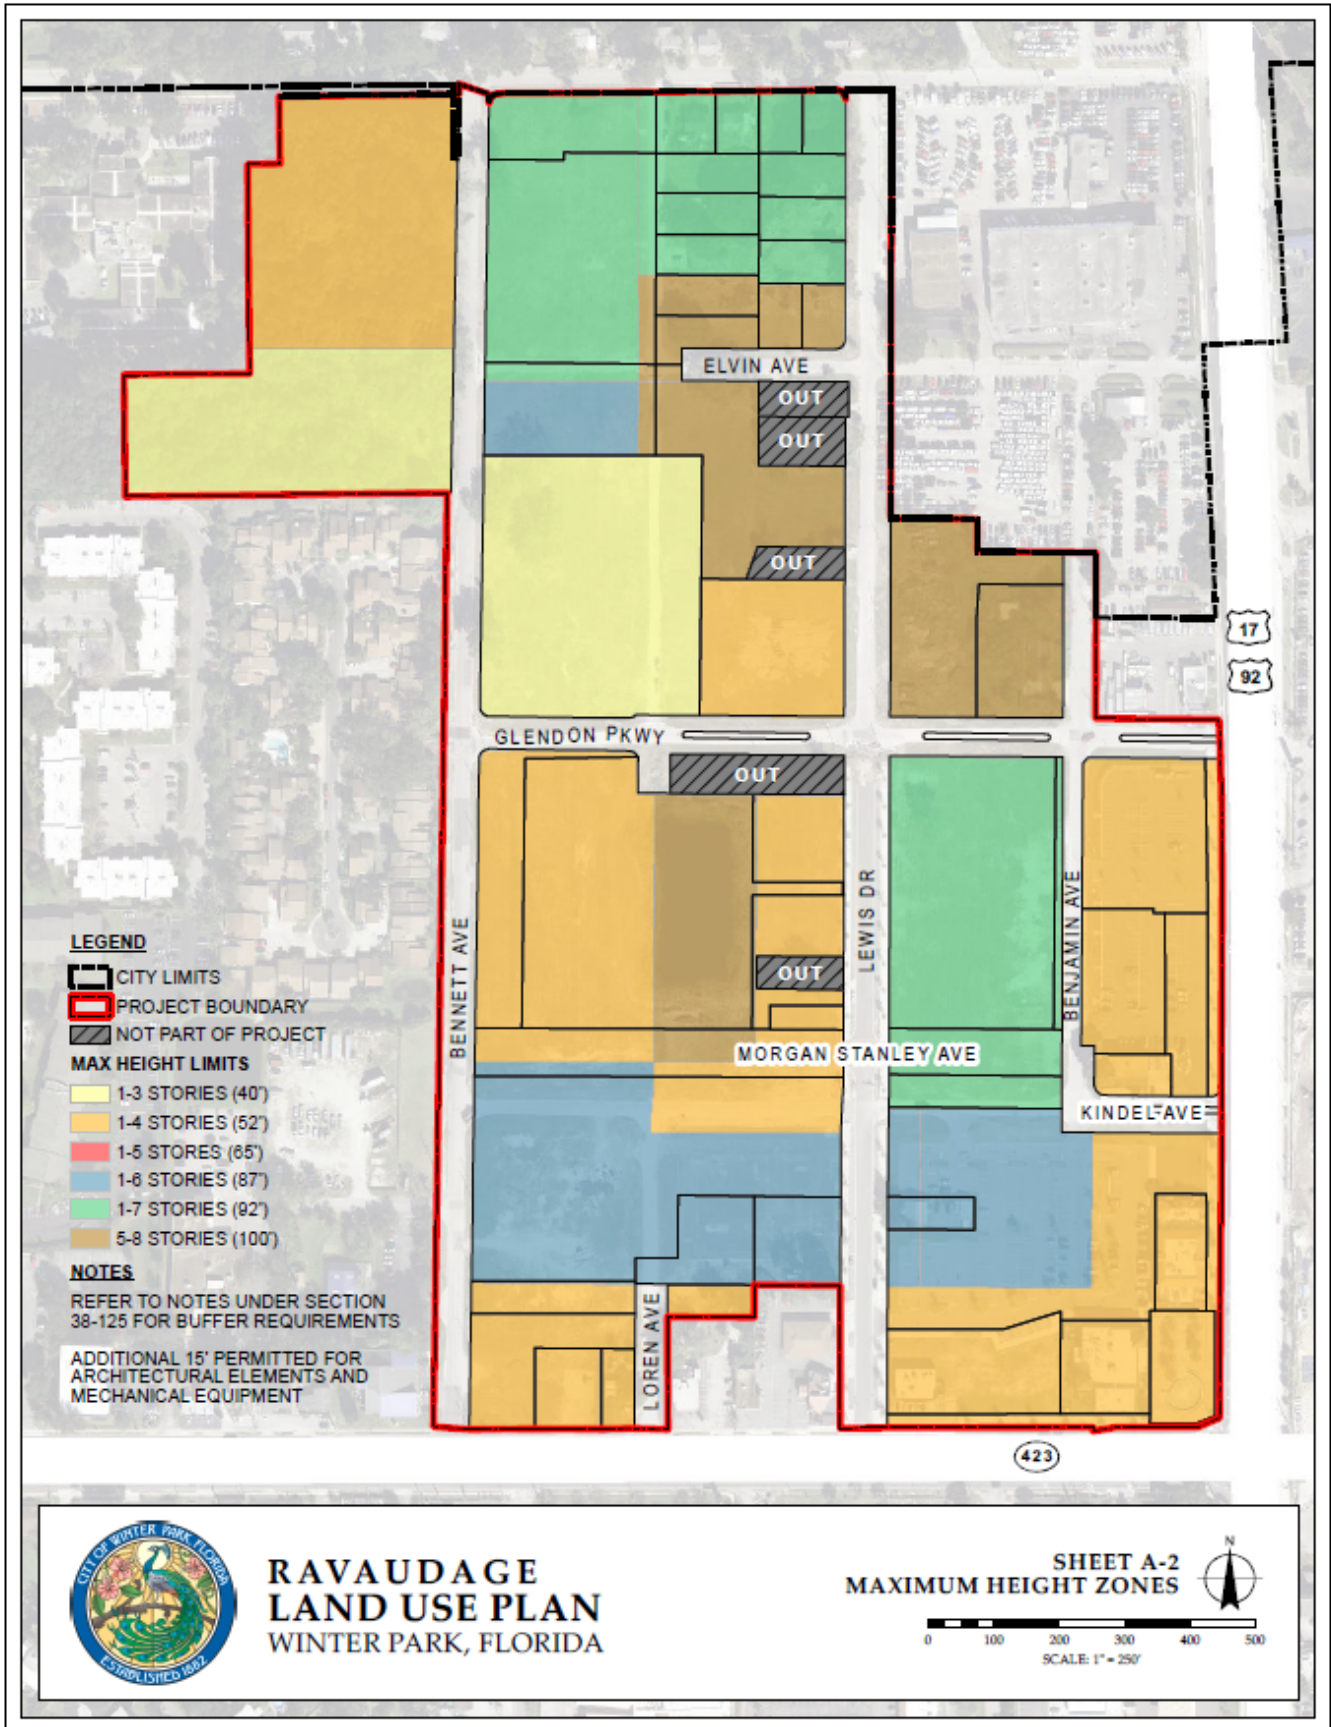 ELVIN AVE
OUT
OUT
OUT
17
92
GLENDON PKWY
OUT
LEWIS DR
BENJAMIN AVE
BENNETT AVE
OUT
MORGAN STANLEY AVE
KINDEL AVE
LOREN AVE
423
LEGEND
CITY LIMITS
PROJECT BOUNDARY
NOT PART OF PROJECT
MAX HEIGHT LIMITS
1-3 STORIES (40')
1-4 STORIES (52')
1-5 STORES (65')
1-6 STORIES (87')
1-7 STORIES (92')
5-8 STORIES (100')
NOTES
REFER TO NOTES UNDER SECTION
38-125 FOR BUFFER REQUIREMENTS
ADDITIONAL 15' PERMITTED FOR
ARCHITECTURAL ELEMENTS AND
MECHANICAL EQUIPMENT
CITY OF WINTER PARK, FLORIDA
ESTABLISHED 1882
RAVAUDAGE
LAND USE PLAN
WINTER PARK, FLORIDA
SHEET A-2
MAXIMUM HEIGHT ZONES
N
0 100 200 300 400 500
SCALE: 1" = 250'